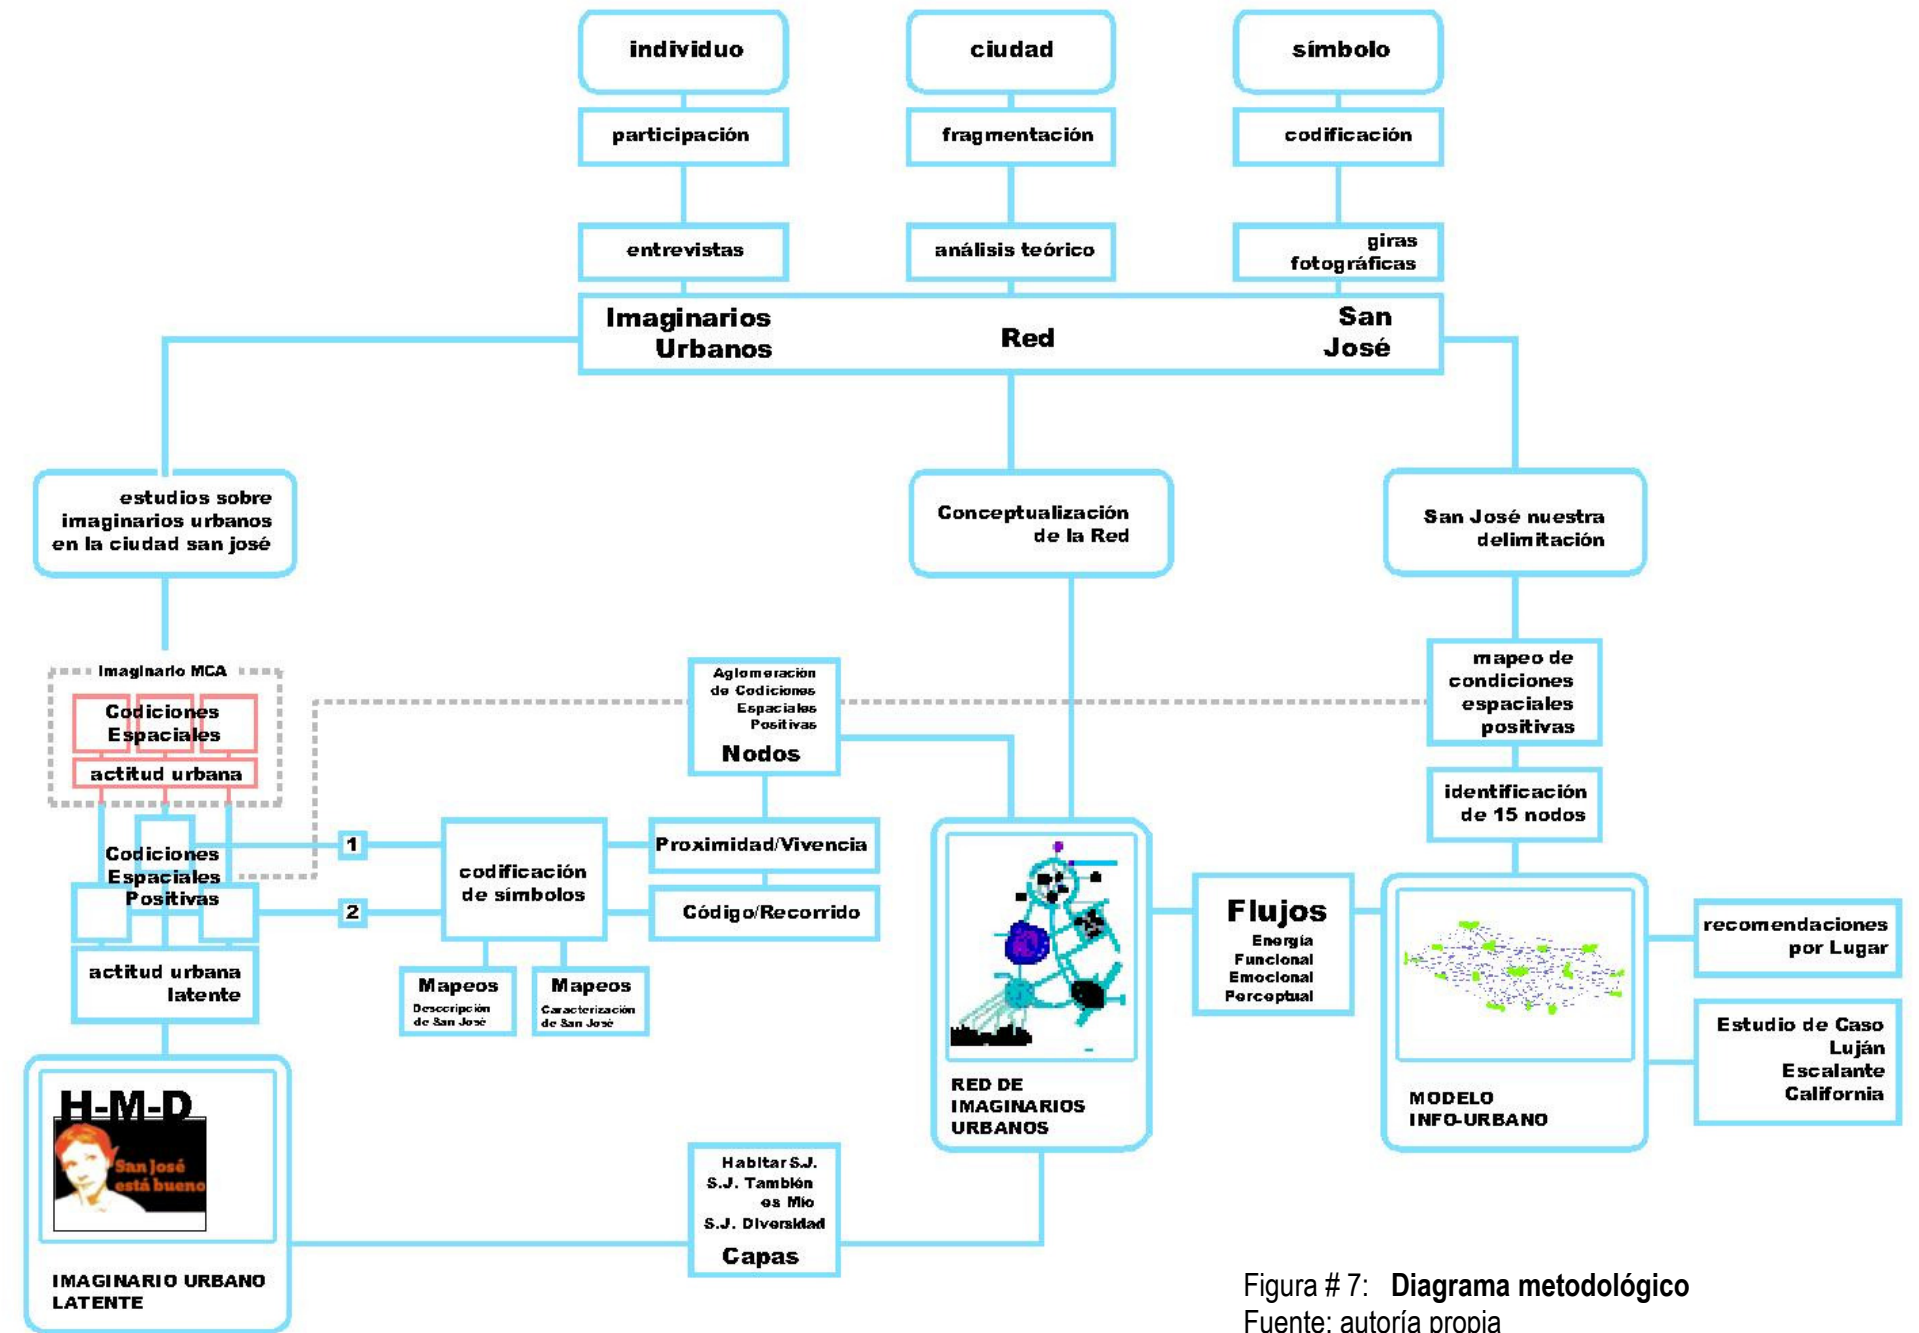 individuo
ciudad
símbolo
participación
fragmentación
codificación
entrevistas
análisis teórico
giras
fotográficas
Imaginarios
Urbanos
Red
San
José
estudios sobre
imaginarios urbanos
en la ciudad san josé
Conceptualización
de la Red
San José nuestra
delimitación
Imaginario MCA
Codiciones
Espaciales
actitud urbana
Codiciones
Espaciales
Positivas
actitud urbana
latente
1
2
Aglomeración
de Codiciones
Espaciales
Positivas
Nodos
codificación
de símbolos
Proximidad/Vivencia
Código/Recorrido
Mapeos
Desccripción
de San José
Mapeos
Caracterización
de San José
mapeo de
condiciones
espaciales
positivas
identificación
de 15 nodos
Flujos
Energía
Funcional
Emocional
Perceptual
recomendaciones
por Lugar
Estudio de Caso
Luján
Escalante
California
RED DE
IMAGINARIOS
URBANOS
MODELO
INFO-URBANO
H-M-D
San José
está bueno
IMAGINARIO URBANO
LATENTE
Habitar S.J.
S.J. También
es Mío
S.J. Diversidad
Capas
Figura # 7: Diagrama metodológico
Fuente: autoría propia